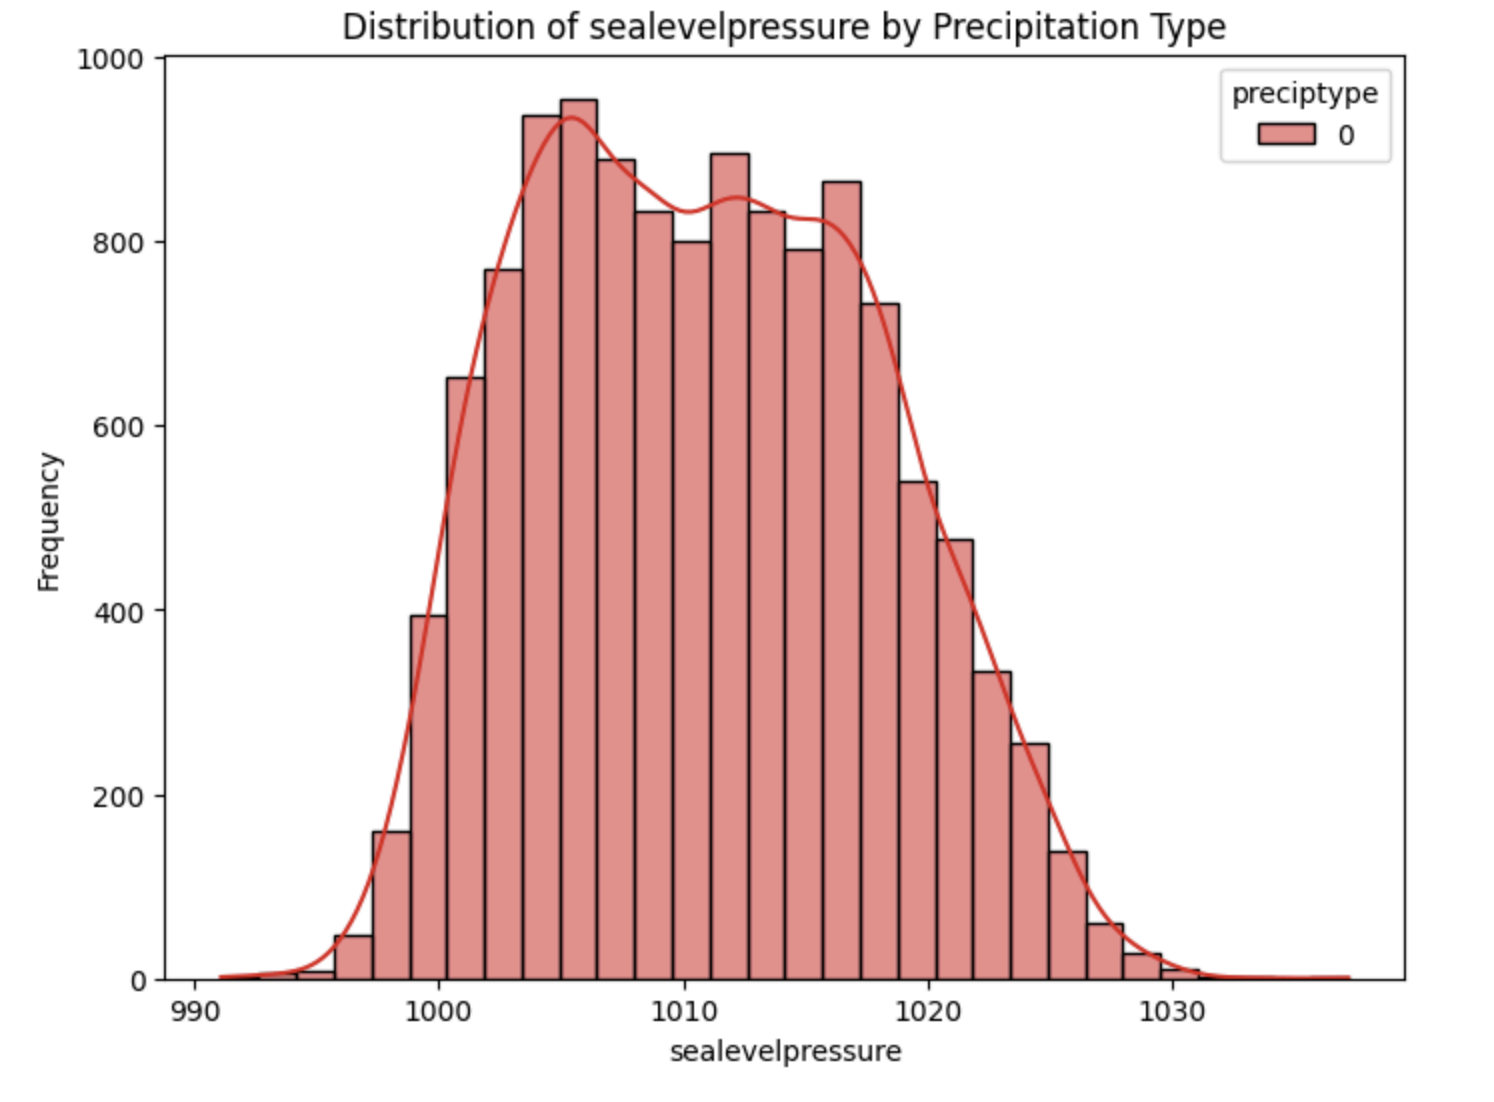 Distribution of sealevelpressure by Precipitation Type
1000
800
600
400
200
0
Frequency
preciptype
0
990 1000 1010 1020 1030
sealevelpressure